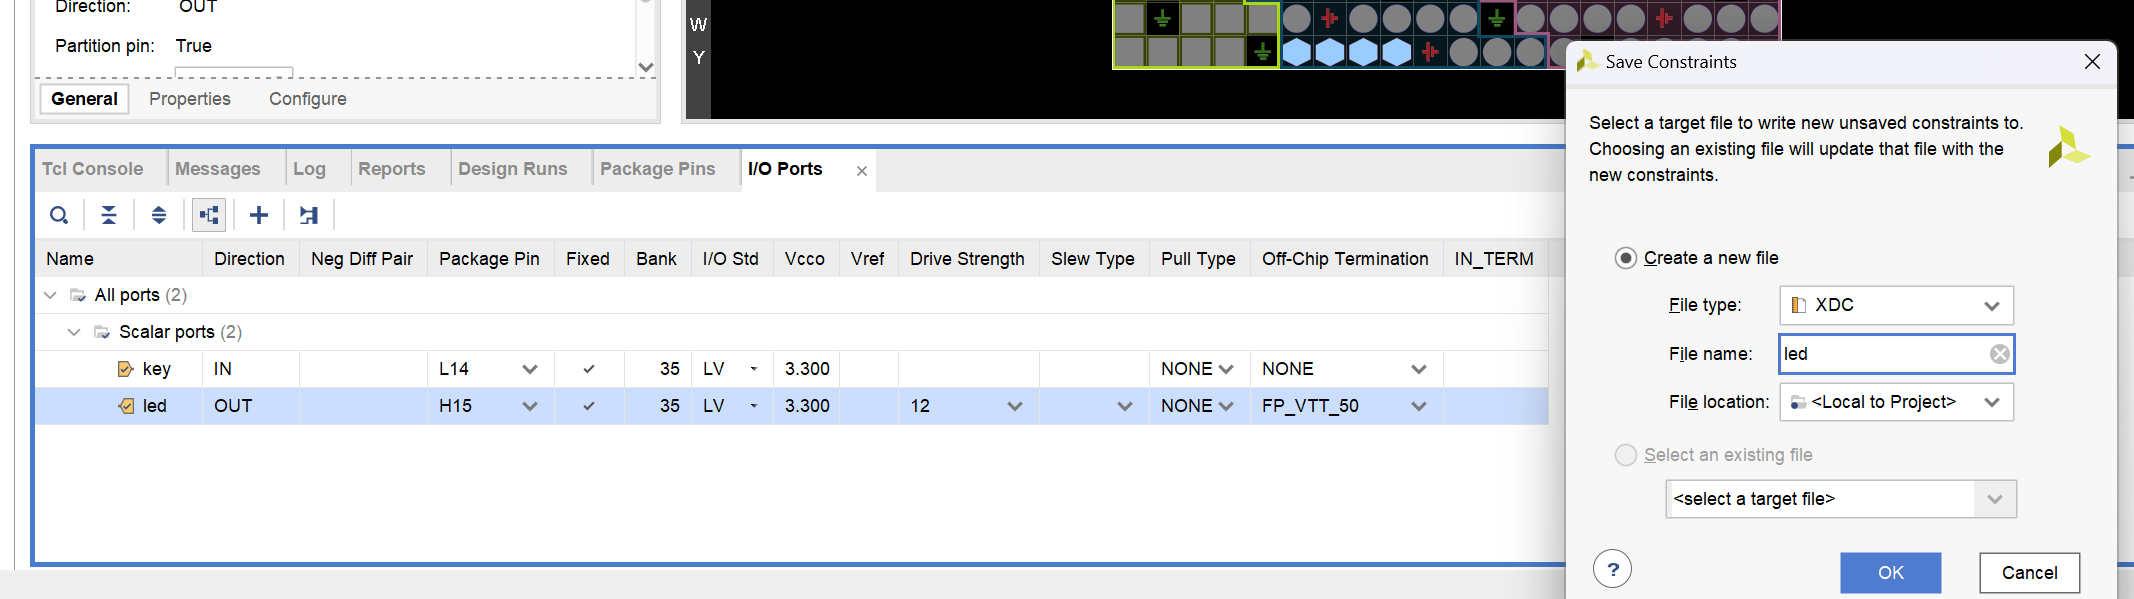 Direction: OUT
Partition pin: True
General Properties Configure
W
Y
Tcl Console Messages Log Reports Design Runs Package Pins I/O Ports
Name Direction Neg Diff Pair Package Pin Fixed Bank I/O Std Vcco Vref Drive Strength Slew Type Pull Type Off-Chip Termination IN_TERM
All ports (2)
Scalar ports (2)
key IN L14 35 LV 3.300 NONE NONE
led OUT H15 35 LV 3.300 12 NONE FP_VTT_50
Save Constraints
Select a target file to write new unsaved constraints to.
Choosing an existing file will update that file with the
new constraints.
Create a new file
File type: XDC
File name: led
File location: <Local to Project>
Select an existing file
<select a target file>
? OK Cancel